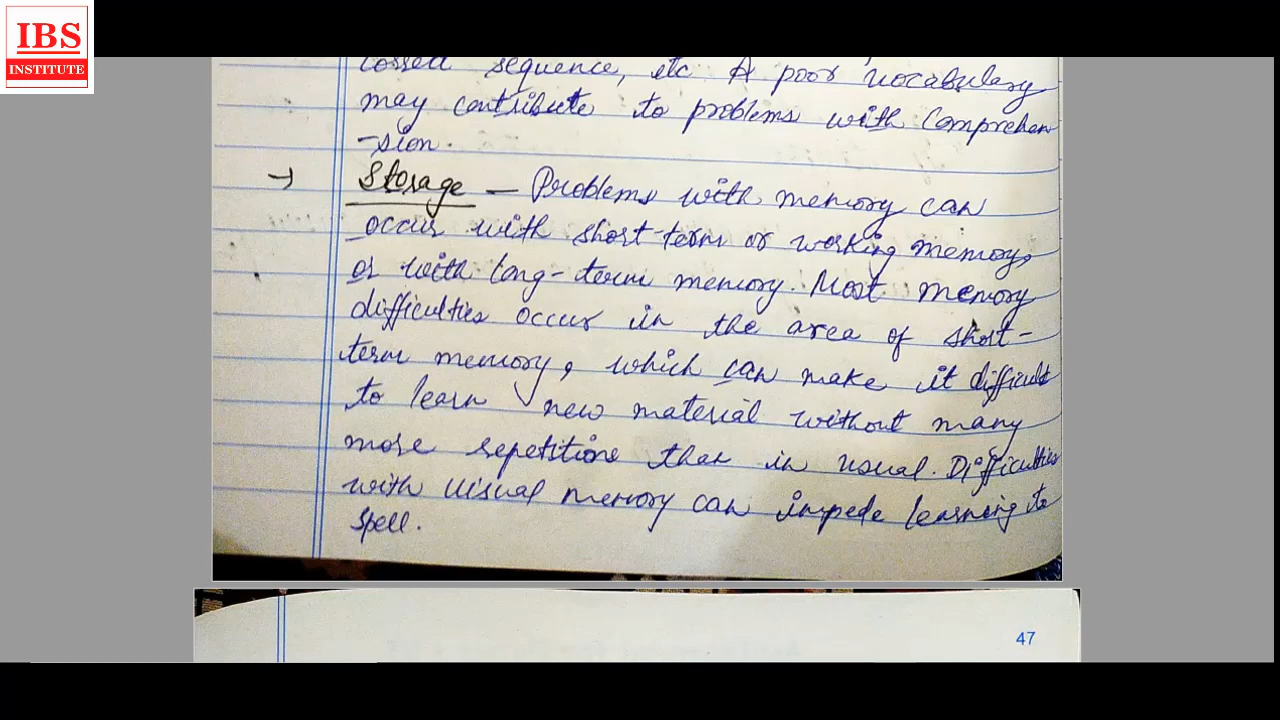 IBS
INSTITUTE
sequence, etc A poor vocabulary
may contribute to problems with comprehen
-sion.
→ Storage — Problems with memory can
occur with short-term or working memory,
or with long-term memory. Most memory
difficulties occur in the area of short-
term memory, which can make it difficult
to learn new material without many
more repetitions than in usual. Difficulties
with visual memory can impede learning to
spell.
47